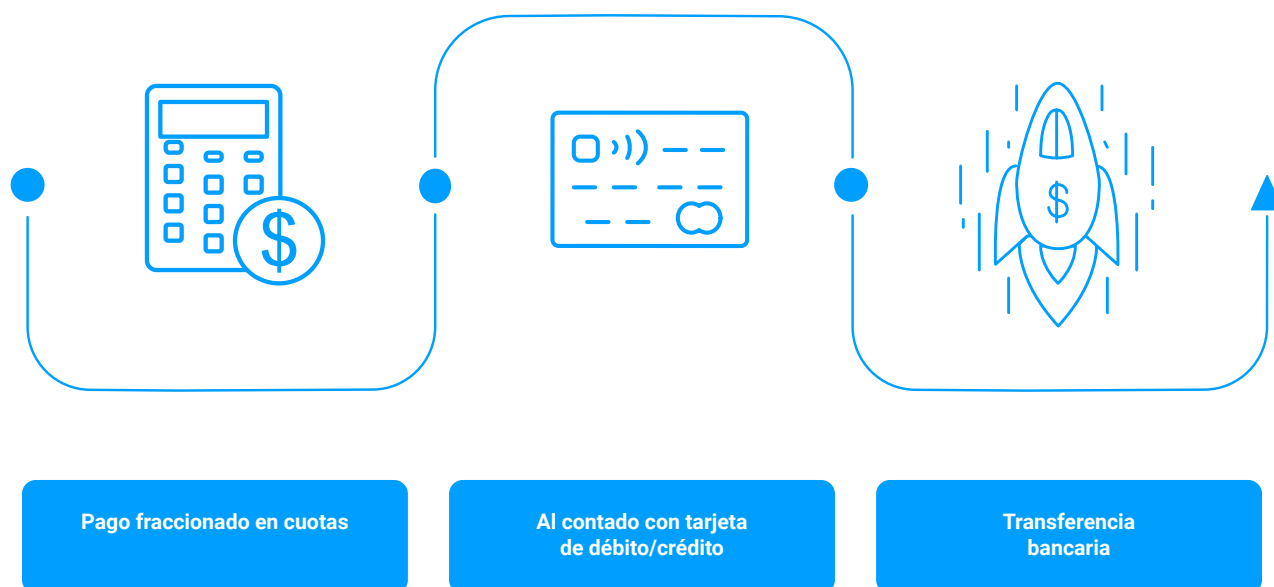 $
$
Pago fraccionado en cuotas
Al contado con tarjeta
de débito/crédito
Transferencia
bancaria